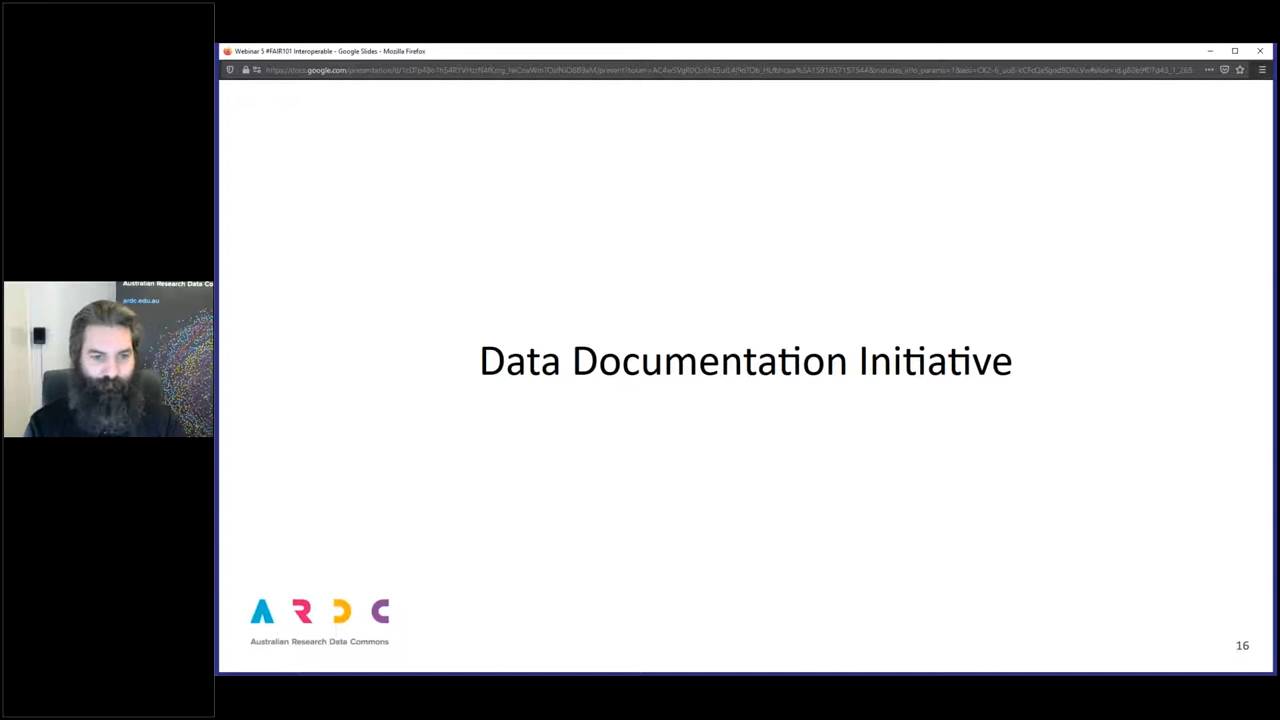 Webinar 5 #FAIR101 Interoperable - Google Slides - Mozilla Firefox
Australian Research Data Co
ardc.edu.au
Data Documentation Initiative
A R D C
Australian Research Data Commons
16